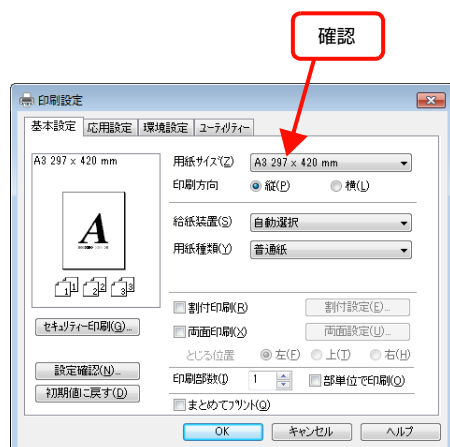 確認
印刷設定
基本設定 応用設定 環境設定 ユーティリティー
A3 297 x 420 mm
用紙サイズ(Z) A3 297 x 420 mm
印刷方向 縦(P) 横(L)
給紙装置(S) 自動選択
用紙種類(Y) 普通紙
A
1 1 2 2 3 3
割付印刷(R) 割付設定(E)...
セキュリティー印刷(G)...
両面印刷(X) 両面設定(U)...
とじる位置 左(F) 上(T) 右(H)
設定確認(N)...
印刷部数(I) 1 部単位で印刷(O)
初期値に戻す(D)
まとめてプリント(Q)
OK キャンセル ヘルプ